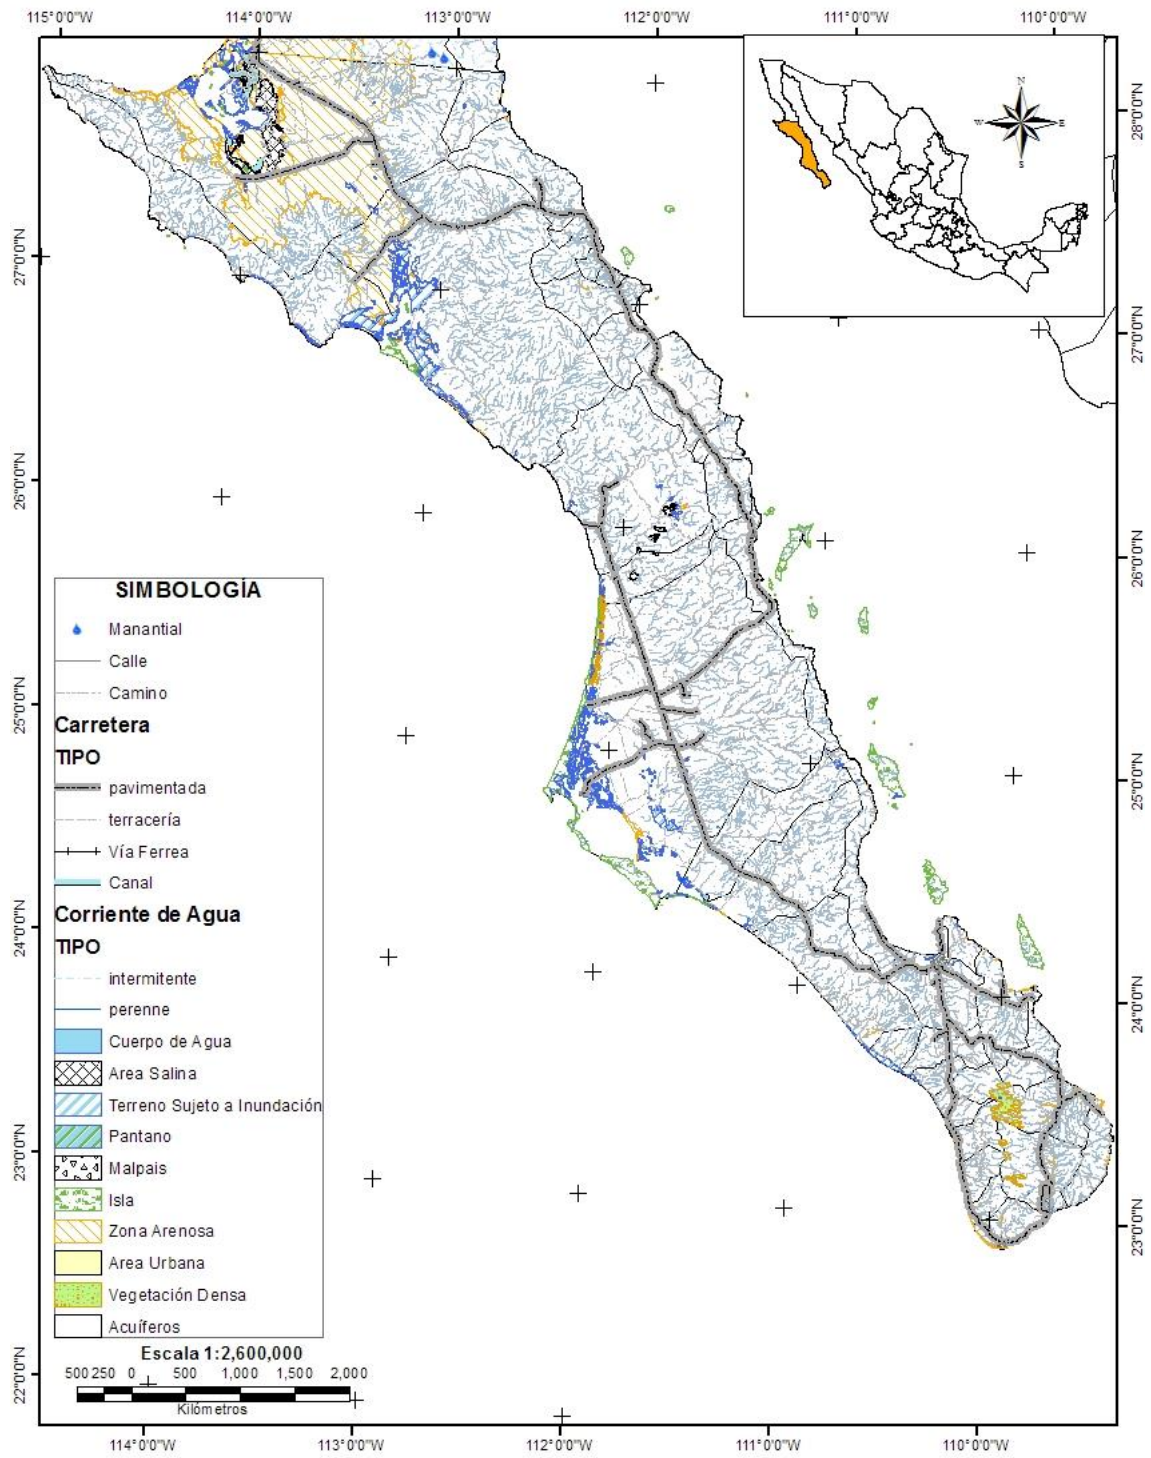 115°0'0"W 114°0'0"W 113°0'0"W 112°0'0"W 111°0'0"W 110°0'0"W
N
W E
S
28°0'0"N
27°0'0"N
27°0'0"N
26°0'0"N
26°0'0"N
25°0'0"N
25°0'0"N
24°0'0"N
24°0'0"N
23°0'0"N
23°0'0"N
22°0'0"N
SIMBOLOGÍA
Manantial
Calle
Camino
Carretera
TIPO
pavimentada
terracería
Vía Ferrea
Canal
Corriente de Agua
TIPO
intermitente
perenne
Cuerpo de Agua
Area Salina
Terreno Sujeto a Inundación
Pantano
Malpais
Isla
Zona Arenosa
Area Urbana
Vegetación Densa
Acuíferos
Escala 1:2,600,000
500 250 0 500 1,000 1,500 2,000
Kilómetros
114°0'0"W 113°0'0"W 112°0'0"W 111°0'0"W 110°0'0"W